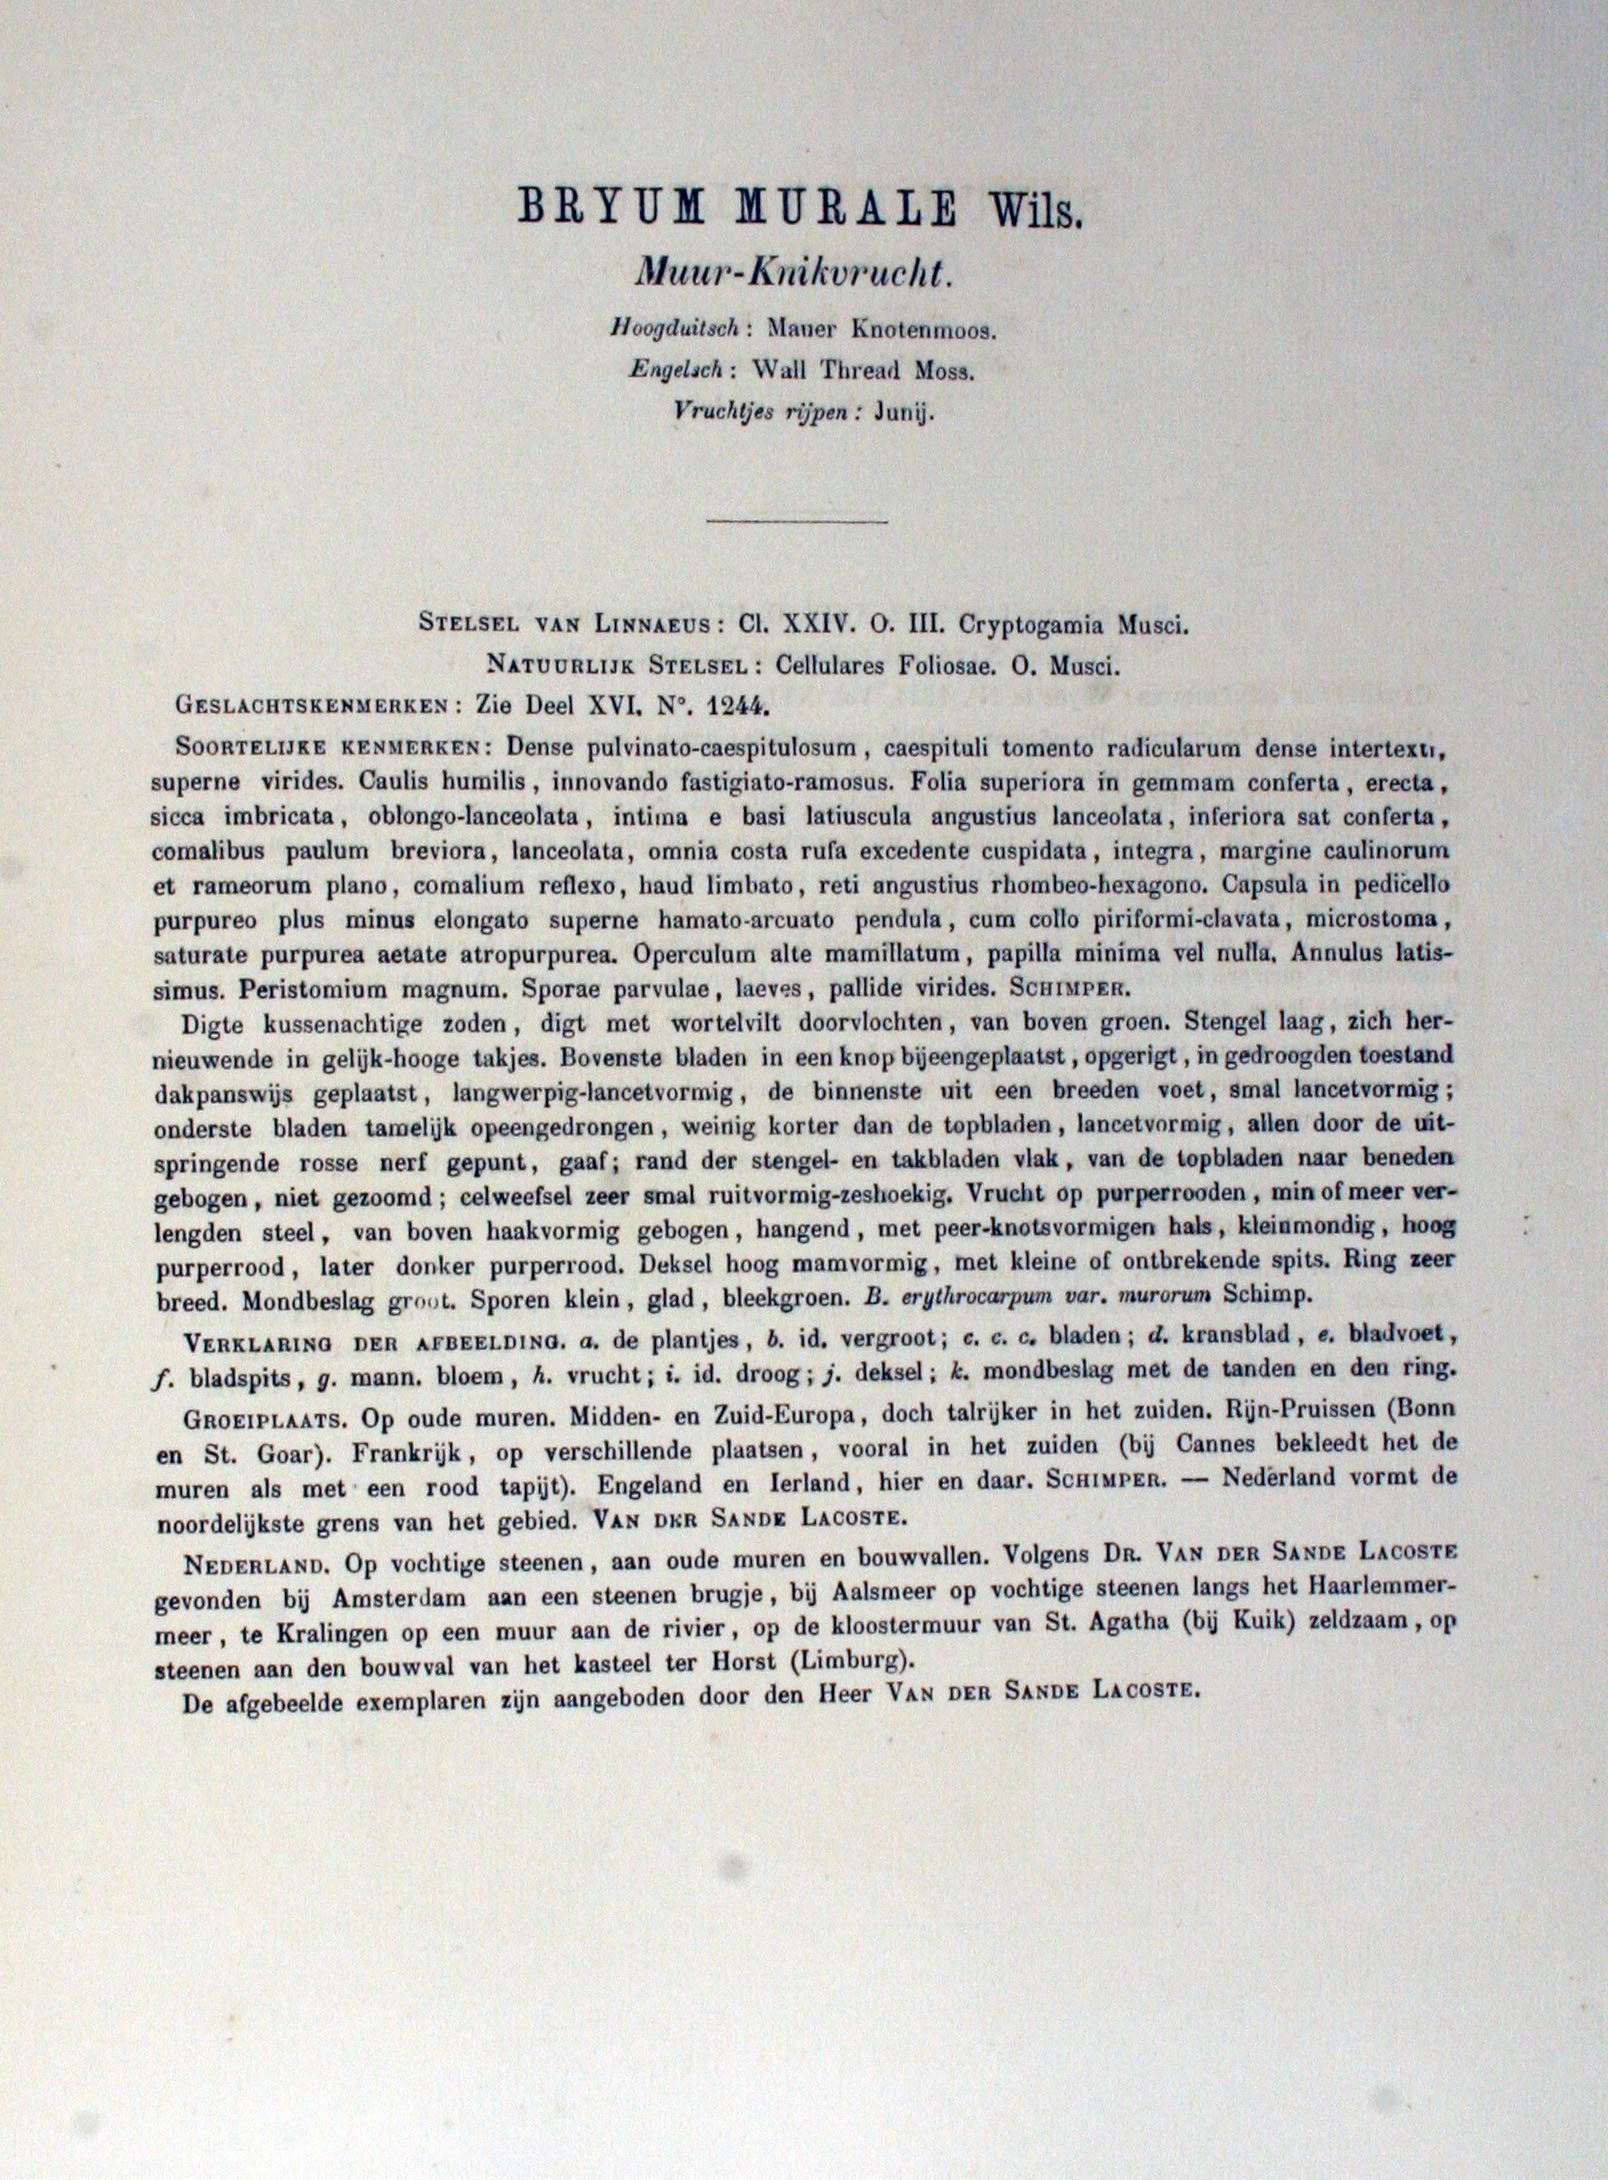 BRYUM MURALE Wils.
Muur-Knikvrucht.
Hoogduitsch: Mauer Knotenmoos.
Engelsch: Wall Thread Moss.
Vruchtjes rijpen: Junij.
STELSEL VAN LINNAEUS: Cl. XXIV. O. III. Cryptogamia Musci.
NATUURLIJK STELSEL: Cellulares Foliosae. O. Musci.
GESLACHTSKENMERKEN: Zie Deel XVI. N°. 1244.
SOORTELIJKE KENMERKEN: Dense pulvinato-caespitulosum, caespituli tomento radicularum dense intertexti,
superne virides. Caulis humilis, innovando fastigiato-ramosus. Folia superiora in gemmam conferta, erecta,
sicca imbricata, oblongo-lanceolata, intima e basi latiuscula angustius lanceolata, inferiora sat conferta,
comalibus paulum breviora, lanceolata, omnia costa rufa excedente cuspidata, integra, margine caulinorum
et rameorum plano, comalium reflexo, haud limbato, reti angustius rhombeo-hexagono. Capsula in pedicello
purpureo plus minus elongato superne hamato-arcuato pendula, cum collo piriformi-clavata, microstoma,
saturate purpurea aetate atropurpurea. Operculum alte mamillatum, papilla minima vel nulla. Annulus latis-
simus. Peristomium magnum. Sporae parvulae, laeves, pallide virides. SCHIMPER.
Digte kussenachtige zoden, digt met wortelvilt doorvlochten, van boven groen. Stengel laag, zich her-
nieuwende in gelijk-hooge takjes. Bovenste bladen in een knop bijeengeplaatst, opgerigt, in gedroogden toestand
dakpanswijs geplaatst, langwerpig-lancetvormig, de binnenste uit een breeden voet, smal lancetvormig;
onderste bladen tamelijk opeengedrongen, weinig korter dan de topbladen, lancetvormig, allen door de uit-
springende rosse nerf gepunt, gaaf; rand der stengel- en takbladen vlak, van de topbladen naar beneden
gebogen, niet gezoomd; celweefsel zeer smal ruitvormig-zeshoekig. Vrucht op purperrooden, min of meer ver-
lengden steel, van boven haakvormig gebogen, hangend, met peer-knotsvormigen hals, kleinmondig, hoog
purperrood, later donker purperrood. Deksel hoog mamvormig, met kleine of ontbrekende spits. Ring zeer
breed. Mondbeslag groot. Sporen klein, glad, bleekgroen. B. erythrocarpum var. murorum Schimp.
VERKLARING DER AFBEELDING. a. de plantjes, b. id. vergroot; c. c. c. bladen; d. kransblad, e. bladvoet,
f. bladspits, g. mann. bloem, h. vrucht; i. id. droog; j. deksel; k. mondbeslag met de tanden en den ring.
GROEIPLAATS. Op oude muren. Midden- en Zuid-Europa, doch talrijker in het zuiden. Rijn-Pruissen (Bonn
en St. Goar). Frankrijk, op verschillende plaatsen, vooral in het zuiden (bij Cannes bekleedt het de
muren als met een rood tapijt). Engeland en Ierland, hier en daar. SCHIMPER. — Nederland vormt de
noordelijkste grens van het gebied. VAN DER SANDE LACOSTE.
NEDERLAND. Op vochtige steenen, aan oude muren en bouwvallen. Volgens DR. VAN DER SANDE LACOSTE
gevonden bij Amsterdam aan een steenen brugje, bij Aalsmeer op vochtige steenen langs het Haarlemmer-
meer, te Kralingen op een muur aan de rivier, op de kloostermuur van St. Agatha (bij Kuik) zeldzaam, op
steenen aan den bouwval van het kasteel ter Horst (Limburg).
De afgebeelde exemplaren zijn aangeboden door den Heer VAN DER SANDE LACOSTE.